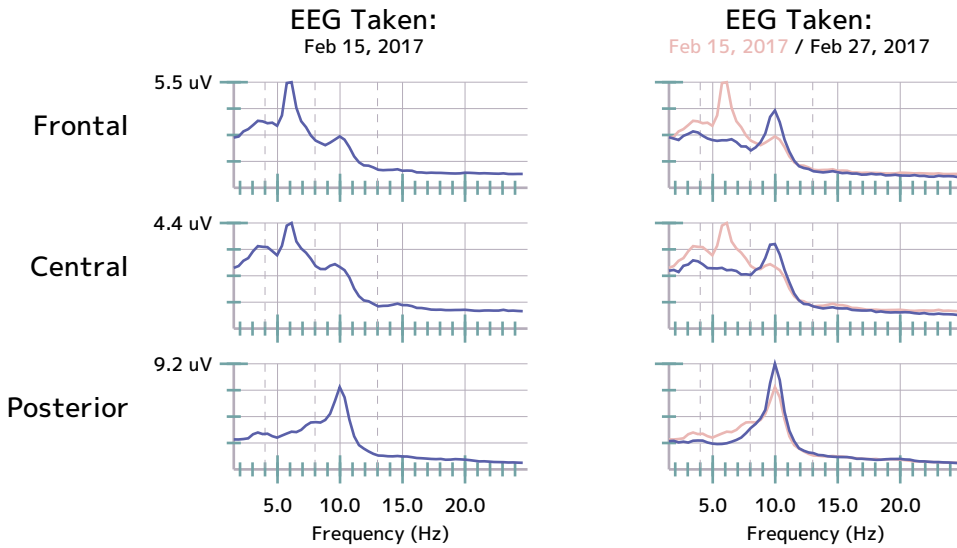 EEG Taken:
Feb 15, 2017
EEG Taken:
Feb 15, 2017 / Feb 27, 2017
Frontal
5.5 uV
Central
4.4 uV
Posterior
9.2 uV
5.0 10.0 15.0 20.0
Frequency (Hz)
5.0 10.0 15.0 20.0
Frequency (Hz)